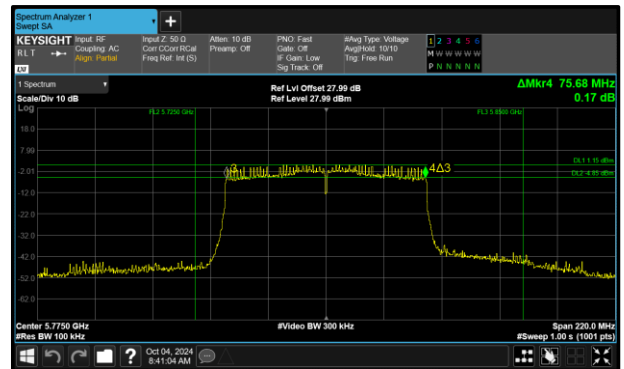 Spectrum Analyzer 1
Swept SA
+
KEYSIGHT
RLT
Input: RF
Coupling: AC
Align: Partial
Input Z: 50 Ω
Corr CCorr RCal
Freq Ref: Int (S)
Atten: 10 dB
Preamp: Off
PNO: Fast
Gate: Off
IF Gain: Low
Sig Track: Off
#Avg Type: Voltage
Avg|Hold: 10/10
Trig: Free Run
1 2 3 4 5 6
M W W W W W
P N N N N N
1 Spectrum
Scale/Div 10 dB
Log
Ref Lvl Offset 27.99 dB
Ref Level 27.99 dBm
ΔMkr4 75.68 MHz
0.17 dB
FL2 5.7250 GHz
FL3 5.8500 GHz
18.0
7.99
-2.01
-12.0
-22.0
-32.0
-42.0
-52.0
-62.0
3
4Δ3
DL1 1.15 dBm
DL2 -4.85 dBm
Center 5.7750 GHz
#Res BW 100 kHz
#Video BW 300 kHz
Span 220.0 MHz
#Sweep 1.00 s (1001 pts)
?
Oct 04, 2024
8:41:04 AM